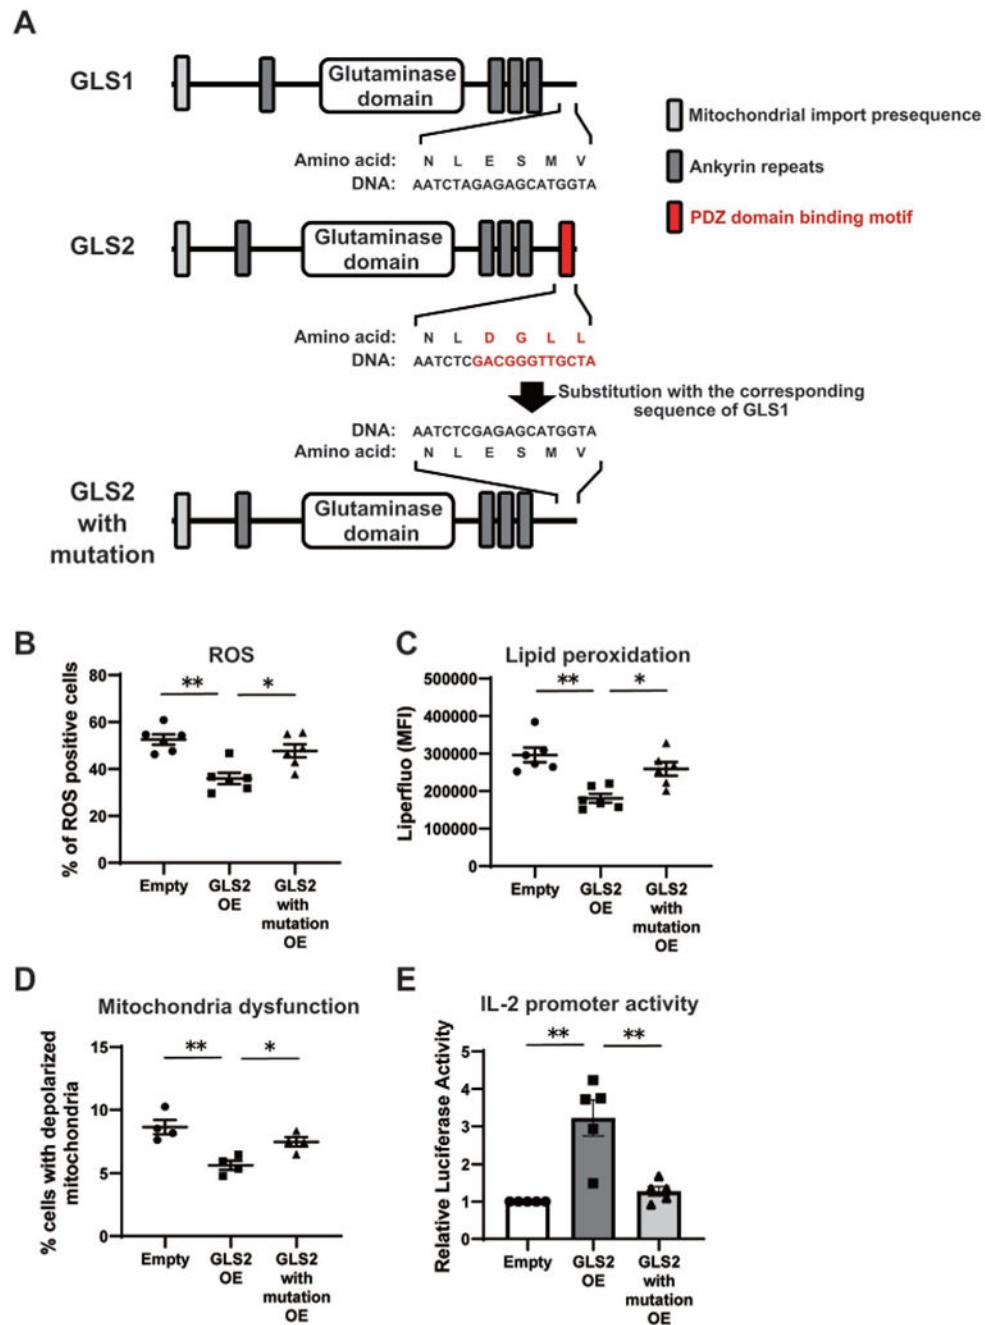 A
GLS1
Glutaminase
domain
Mitochondrial import presequence
Ankyrin repeats
PDZ domain binding motif
Amino acid: N L E S M V
DNA: AATCTAGAGAGCATGGTA
GLS2
Glutaminase
domain
Amino acid: N L D G L L
DNA: AATCTCGACGGGTTGCTA
Substitution with the corresponding
sequence of GLS1
DNA: AATCTCGAGAGCATGGTA
Amino acid: N L E S M V
GLS2
with
mutation
Glutaminase
domain
B
ROS
% of ROS positive cells
80
60
40
20
0
** *
Empty
GLS2
OE
GLS2
with
mutation
OE
C
Lipid peroxidation
Liperfluo (MFI)
500000
400000
300000
200000
100000
0
** *
Empty
GLS2
OE
GLS2
with
mutation
OE
D
Mitochondria dysfunction
% cells with depolarized
mitochondria
15
10
5
0
** *
Empty
GLS2
OE
GLS2
with
mutation
OE
E
IL-2 promoter activity
Relative Luciferase Activity
5
4
3
2
1
0
** **
Empty
GLS2
OE
GLS2
with
mutation
OE